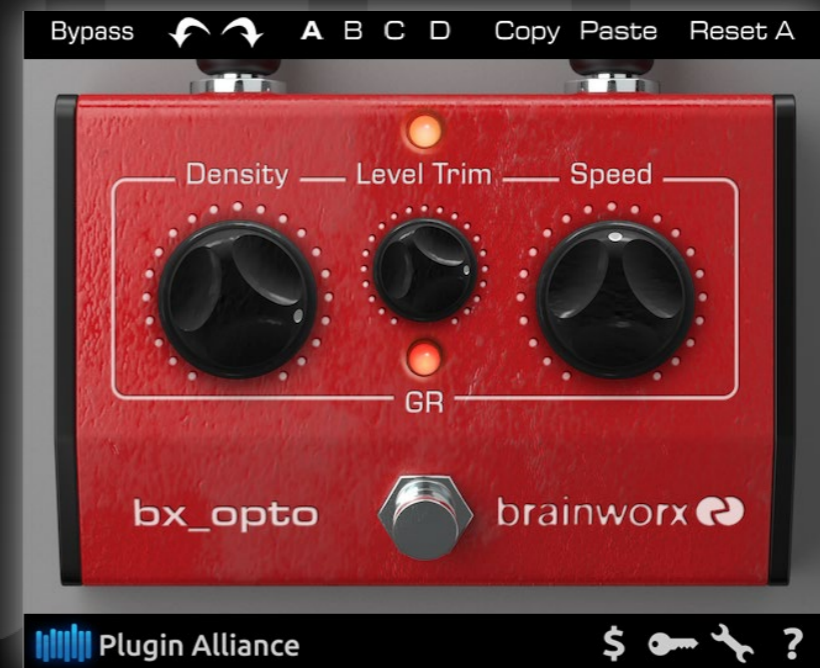 Bypass A B C D Copy Paste Reset A
Density Level Trim Speed
GR
bx_opto brainworx
Plugin Alliance $ ?